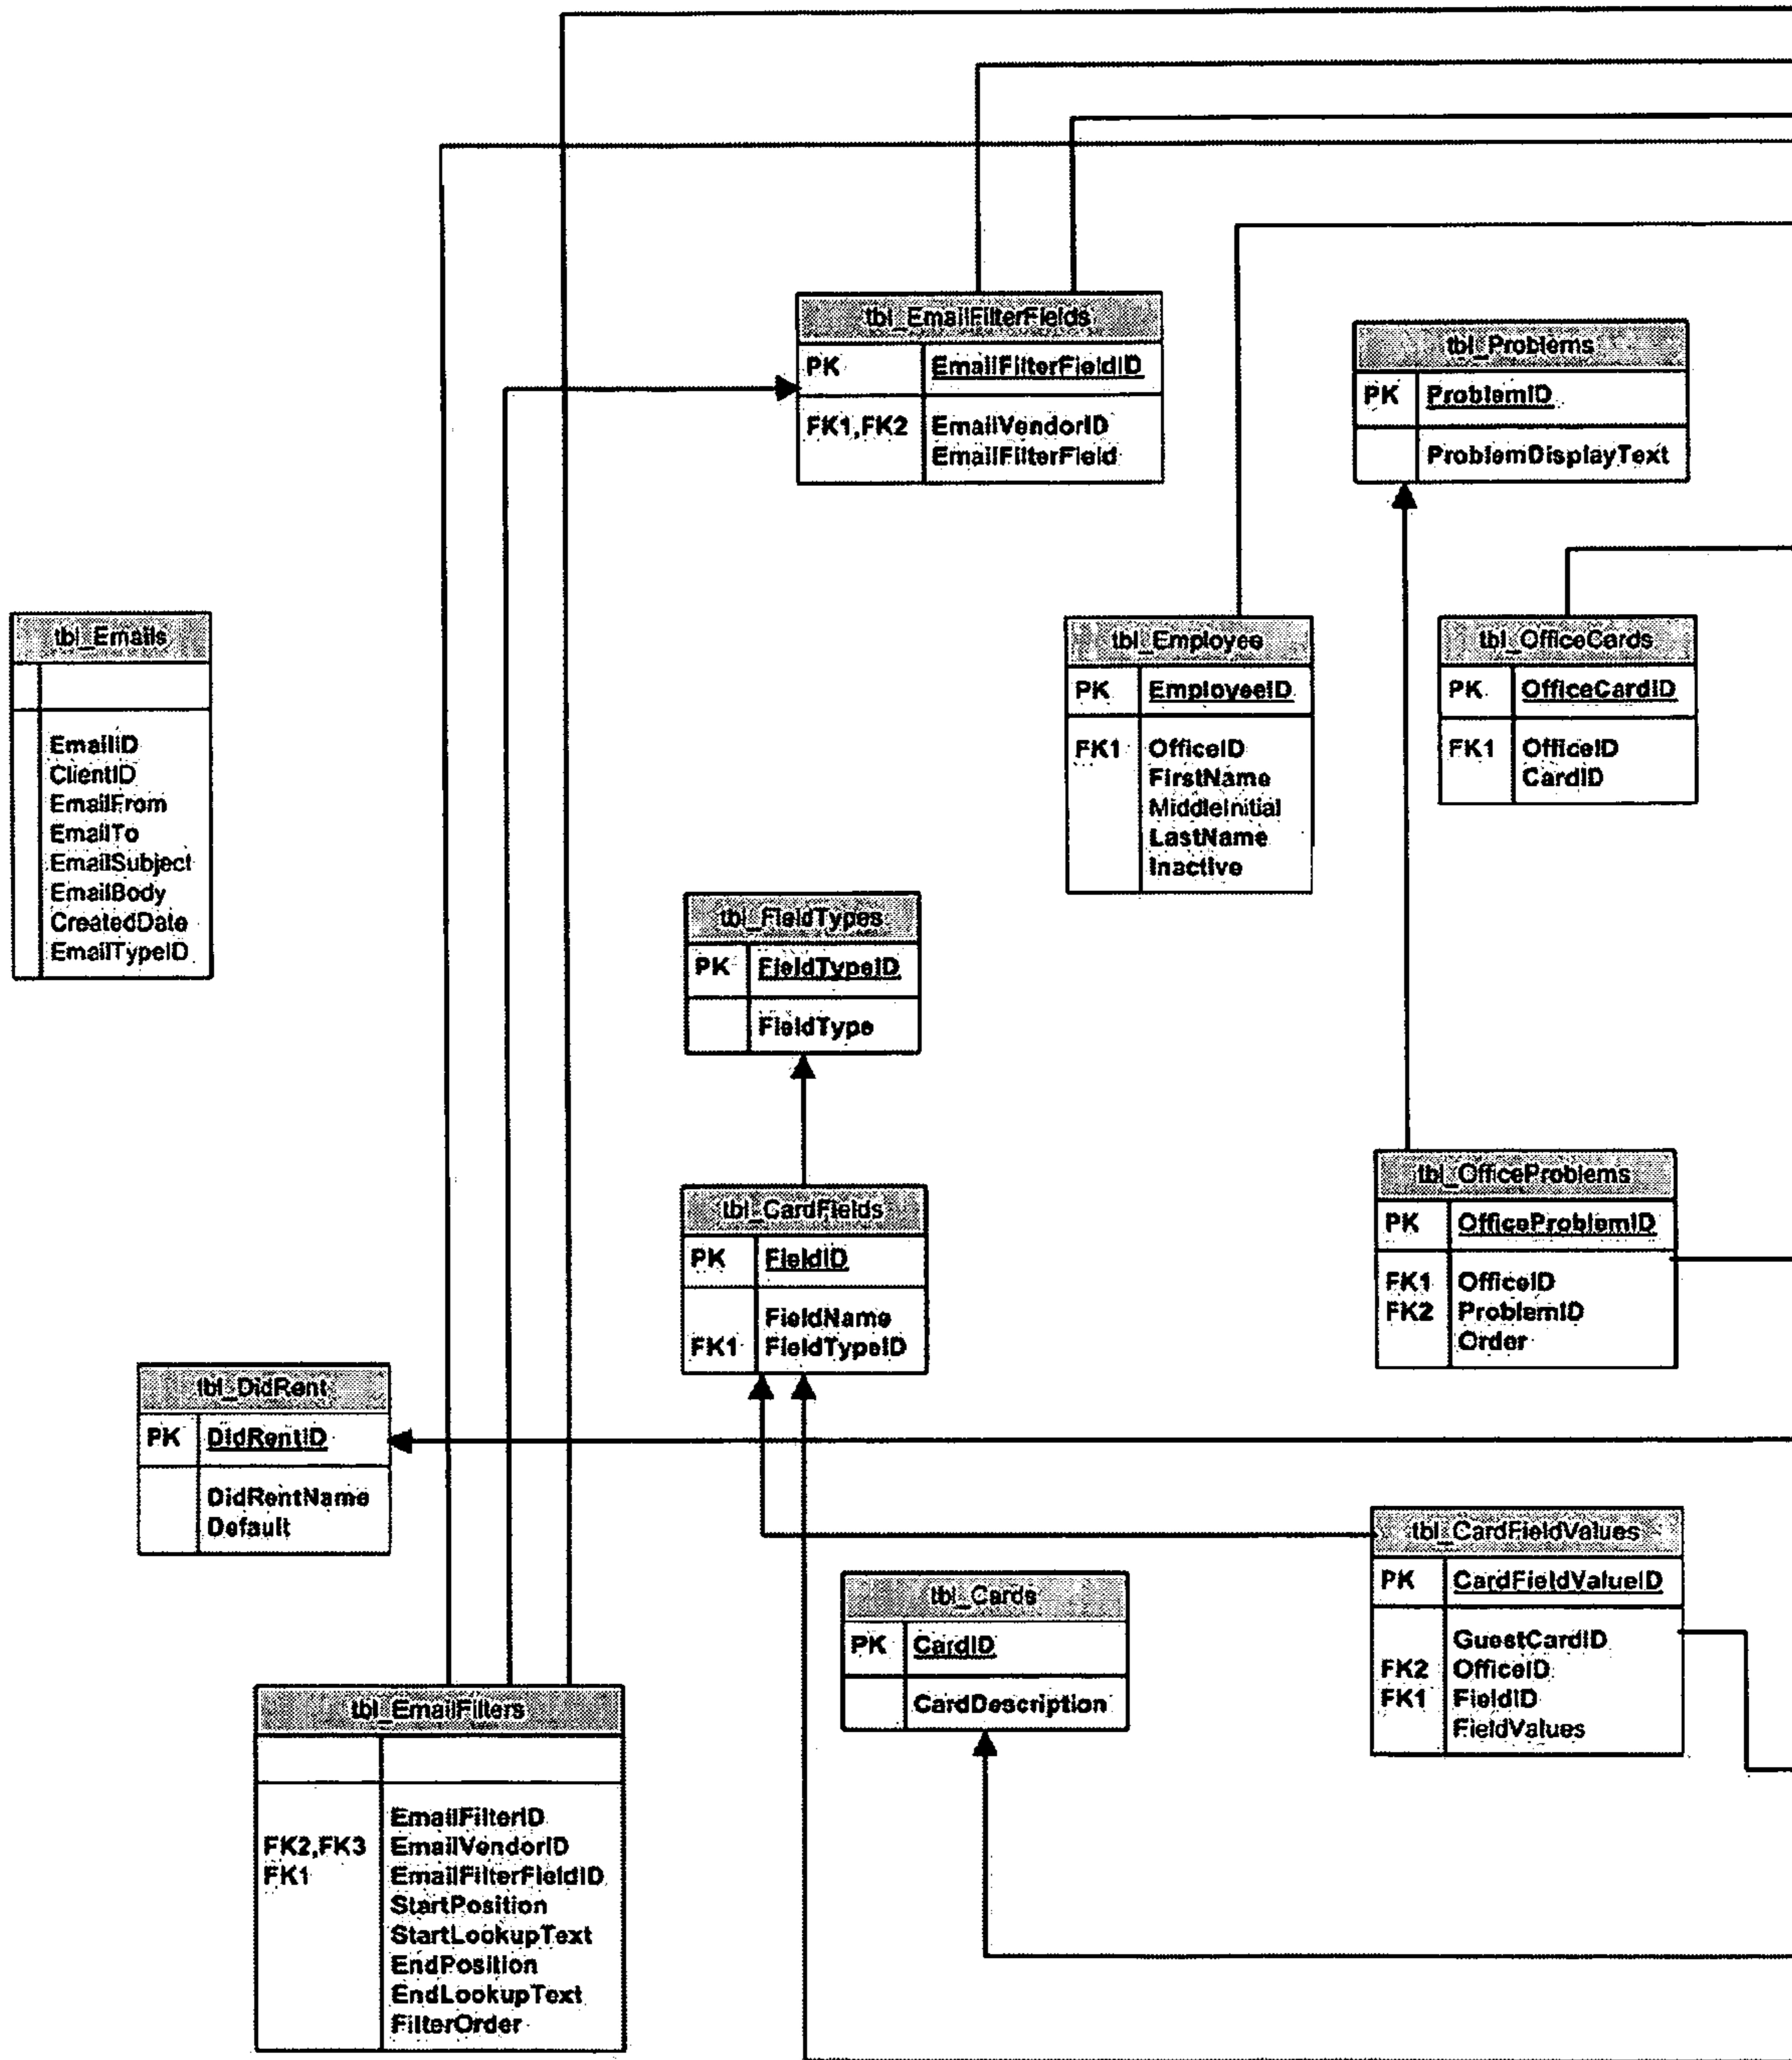 tbl_EmailFilterFields
PK EmailFilterFieldID
FK1,FK2 EmailVendorID
EmailFilterField
tbl_Problems
PK ProblemID
ProblemDisplayText
tbl_Emails
EmailID
ClientID
EmailFrom
EmailTo
EmailSubject
EmailBody
CreatedDate
EmailTypeID
tbl_Employee
PK EmployeeID
FK1 OfficeID
FirstName
MiddleInitial
LastName
Inactive
tbl_OfficeCards
PK OfficeCardID
FK1 OfficeID
CardID
tbl_FieldTypes
PK FieldTypeID
FieldType
tbl_CardFields
PK FieldID
FieldName
FK1 FieldTypeID
tbl_OfficeProblems
PK OfficeProblemID
FK1 OfficeID
FK2 ProblemID
Order
tbl_DidRent
PK DidRentID
DidRentName
Default
tbl_CardFieldValues
PK CardFieldValueID
GuestCardID
FK2 OfficeID
FK1 FieldID
FieldValues
tbl_Cards
PK CardID
CardDescription
tbl_EmailFilters
EmailFilterID
FK2,FK3 EmailVendorID
FK1 EmailFilterFieldID
StartPosition
StartLookupText
EndPosition
EndLookupText
FilterOrder